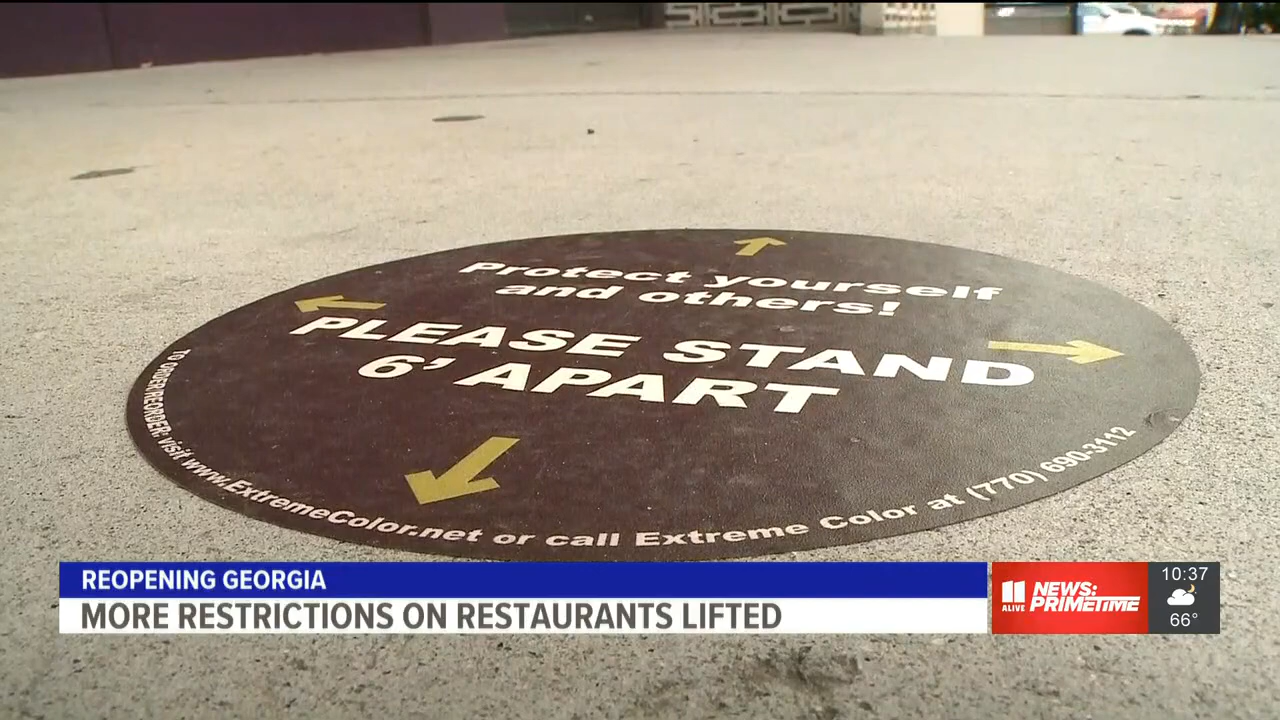 Protect yourself
and others!
PLEASE STAND
6' APART
TO ORDER/REORDER: visit www.ExtremeColor.net or call Extreme Color at (770) 690-3112
REOPENING GEORGIA
MORE RESTRICTIONS ON RESTAURANTS LIFTED
11
ALIVE
NEWS:
PRIMETIME
10:37
66°